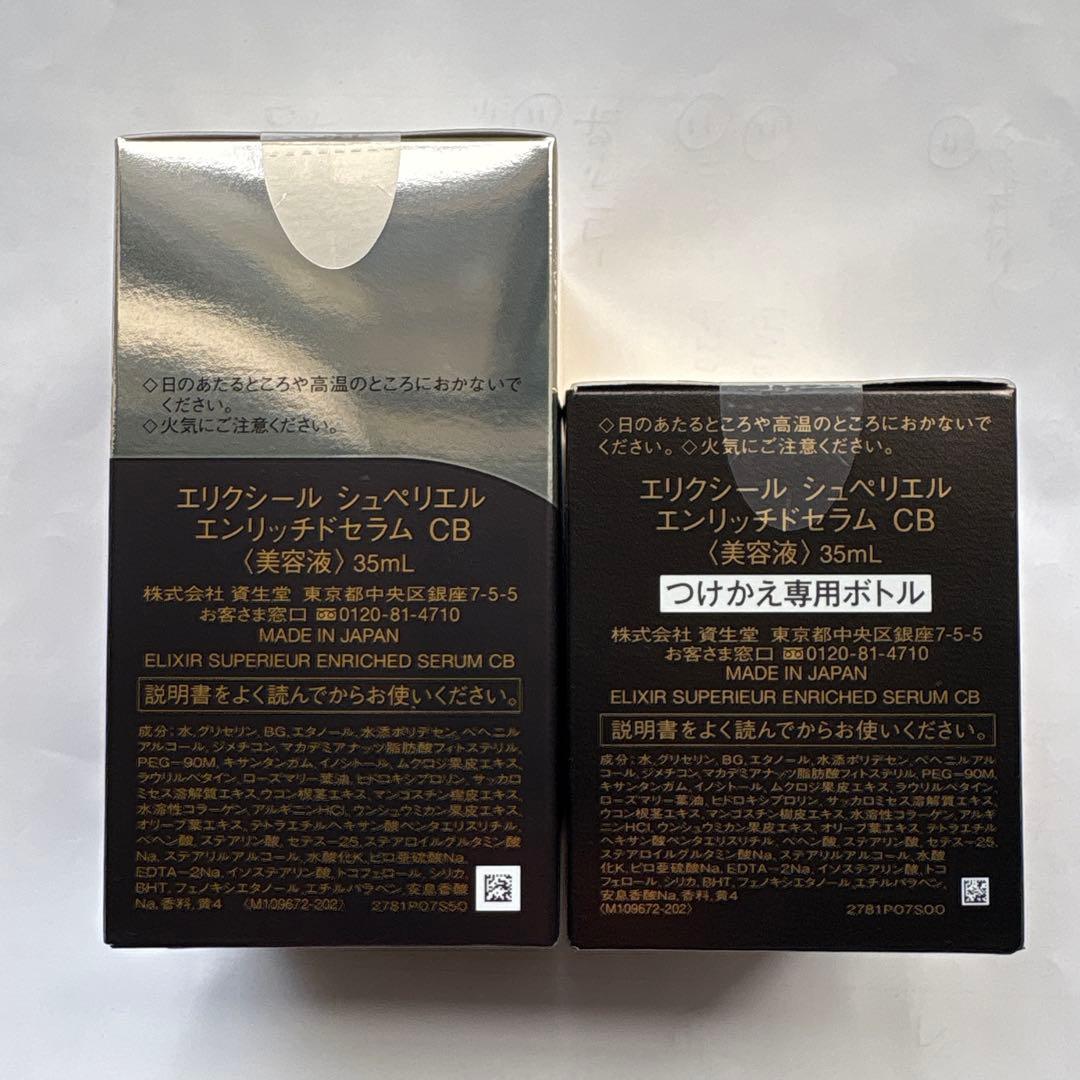 ◇日のあたるところや高温のところにおかないで
ください。
◇火気にご注意ください。
エリクシール シュペリエル
エンリッチドセラム CB
〈美容液〉35mL
株式会社 資生堂 東京都中央区銀座7-5-5
お客さま窓口 0120-81-4710
MADE IN JAPAN
ELIXIR SUPERIEUR ENRICHED SERUM CB
説明書をよく読んでからお使いください。
成分：水,グリセリン,BG,エタノール,水添ポリデセン,ベヘニル
アルコール,ジメチコン,マカデミアナッツ脂肪酸フィトステリル,
PEG-90M,キサンタンガム,イノシトール,ムクロジ果皮エキス,
ラウリルベタイン,ローズマリー葉油,ヒドロキシプロリン,サッカロ
ミセス溶解質エキス,ウコン根茎エキス,マンゴスチン樹皮エキス,
水溶性コラーゲン,アルギニンHCl,ウンシュウミカン果皮エキス,
オリーブ葉エキス,テトラエチルヘキサン酸ペンタエリスリチル,
ベヘン酸,ステアリン酸,セテス-25,ステアロイルグルタミン酸
Na,ステアリルアルコール,水酸化K,ピロ亜硫酸Na,
EDTA-2Na,イソステアリン酸,トコフェロール,シリカ,
BHT,フェノキシエタノール,エチルパラベン,安息香酸
Na,香料,黄4 〈M109672-202〉 2781P07S50
◇日のあたるところや高温のところにおかないで
ください。◇火気にご注意ください。
エリクシール シュペリエル
エンリッチドセラム CB
〈美容液〉35mL
つけかえ専用ボトル
株式会社 資生堂 東京都中央区銀座7-5-5
お客さま窓口 0120-81-4710
MADE IN JAPAN
ELIXIR SUPERIEUR ENRICHED SERUM CB
説明書をよく読んでからお使いください。
成分：水,グリセリン,BG,エタノール,水添ポリデセン,ベヘニルアル
コール,ジメチコン,マカデミアナッツ脂肪酸フィトステリル,PEG-90M,
キサンタンガム,イノシトール,ムクロジ果皮エキス,ラウリルベタイン,
ローズマリー葉油,ヒドロキシプロリン,サッカロミセス溶解質エキス,
ウコン根茎エキス,マンゴスチン樹皮エキス,水溶性コラーゲン,アルギ
ニンHCl,ウンシュウミカン果皮エキス,オリーブ葉エキス,テトラエチル
ヘキサン酸ペンタエリスリチル,ベヘン酸,ステアリン酸,セテス-25,
ステアロイルグルタミン酸Na,ステアリルアルコール,水酸
化K,ピロ亜硫酸Na,EDTA-2Na,イソステアリン酸,トコ
フェロール,シリカ,BHT,フェノキシエタノール,エチルパラベン,
安息香酸Na,香料,黄4
〈M109672-202〉 2781P07S00